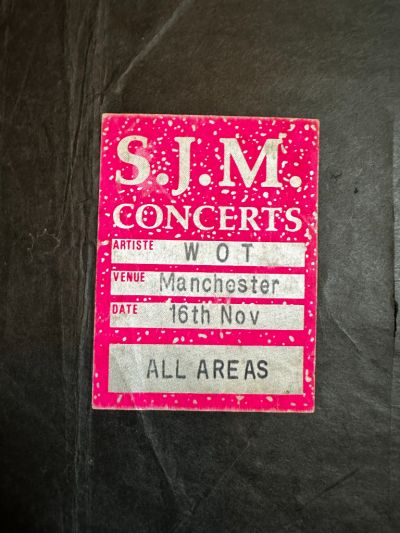 S.J.M.
CONCERTS
ARTISTE W O T
VENUE Manchester
DATE 16th Nov
ALL AREAS